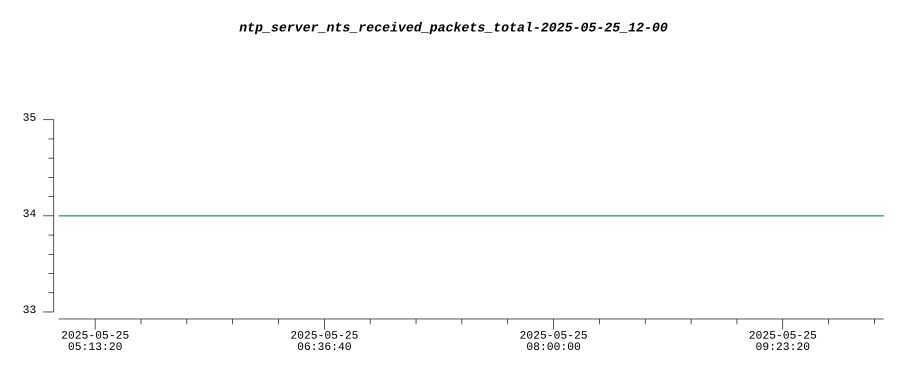 ntp_server_nts_received_packets_total-2025-05-25_12-00
35
34
33
2025-05-25 2025-05-25 2025-05-25 2025-05-25
05:13:20 06:36:40 08:00:00 09:23:20